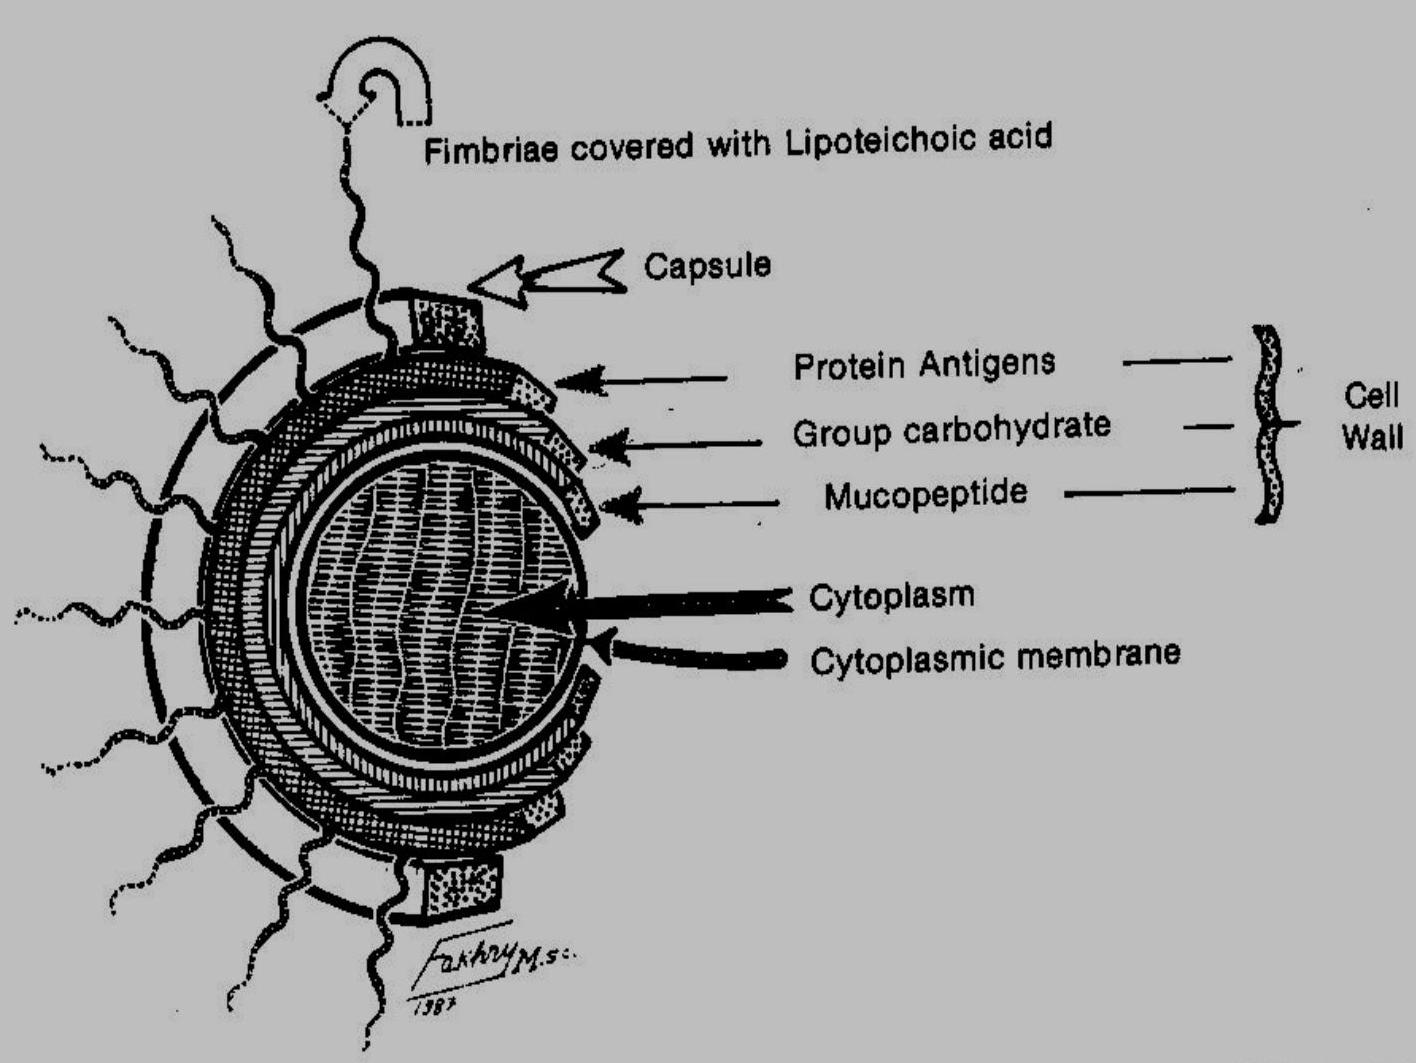 Fimbriae covered with Lipoteichoic acid
Capsule
Protein Antigens
Group carbohydrate
Mucopeptide
Cell
Wall
Cytoplasm
Cytoplasmic membrane
Fakhry M.sc.
1987